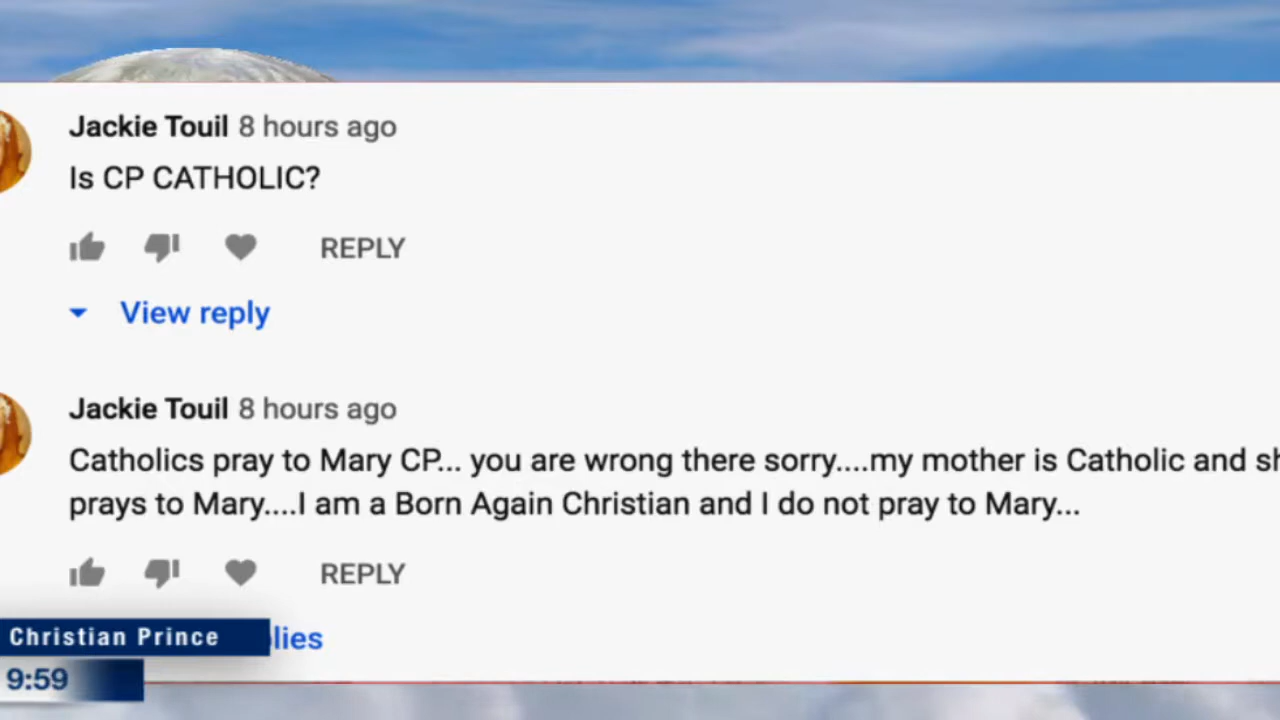 Jackie Touil 8 hours ago
Is CP CATHOLIC?
REPLY
View reply
Jackie Touil 8 hours ago
Catholics pray to Mary CP... you are wrong there sorry....my mother is Catholic and
prays to Mary....I am a Born Again Christian and I do not pray to Mary...
REPLY
Christian Prince
9:59